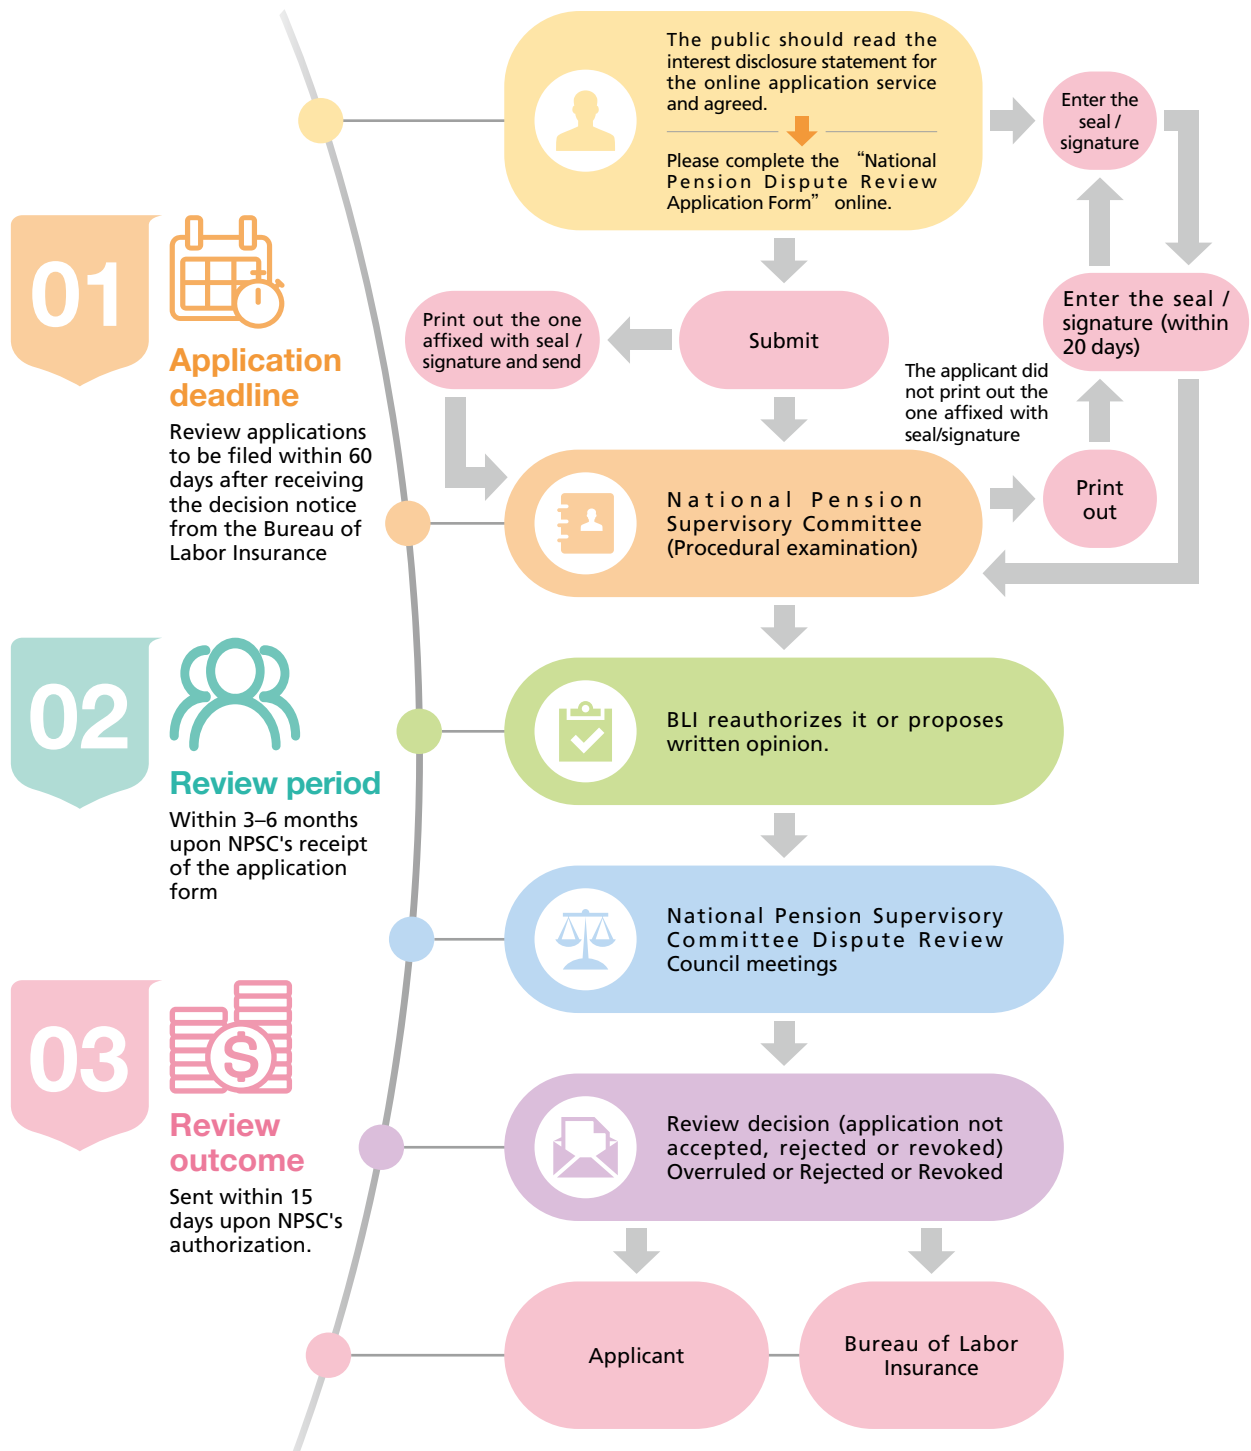 The public should read the
interest disclosure statement for
the online application service
and agreed.
Please complete the “National
Pension Dispute Review
Application Form” online.
Enter the
seal /
signature
01
Application
deadline
Review applications
to be filed within 60
days after receiving
the decision notice
from the Bureau of
Labor Insurance
Print out the one
affixed with seal /
signature and send
Submit
Enter the seal /
signature (within
20 days)
The applicant did
not print out the
one affixed with
seal/signature
National Pension
Supervisory Committee
(Procedural examination)
Print
out
02
Review period
Within 3–6 months
upon NPSC's receipt
of the application
form
BLI reauthorizes it or proposes
written opinion.
National Pension Supervisory
Committee Dispute Review
Council meetings
03
$
Review
outcome
Sent within 15
days upon NPSC's
authorization.
Review decision (application not
accepted, rejected or revoked)
Overruled or Rejected or Revoked
Applicant
Bureau of Labor
Insurance